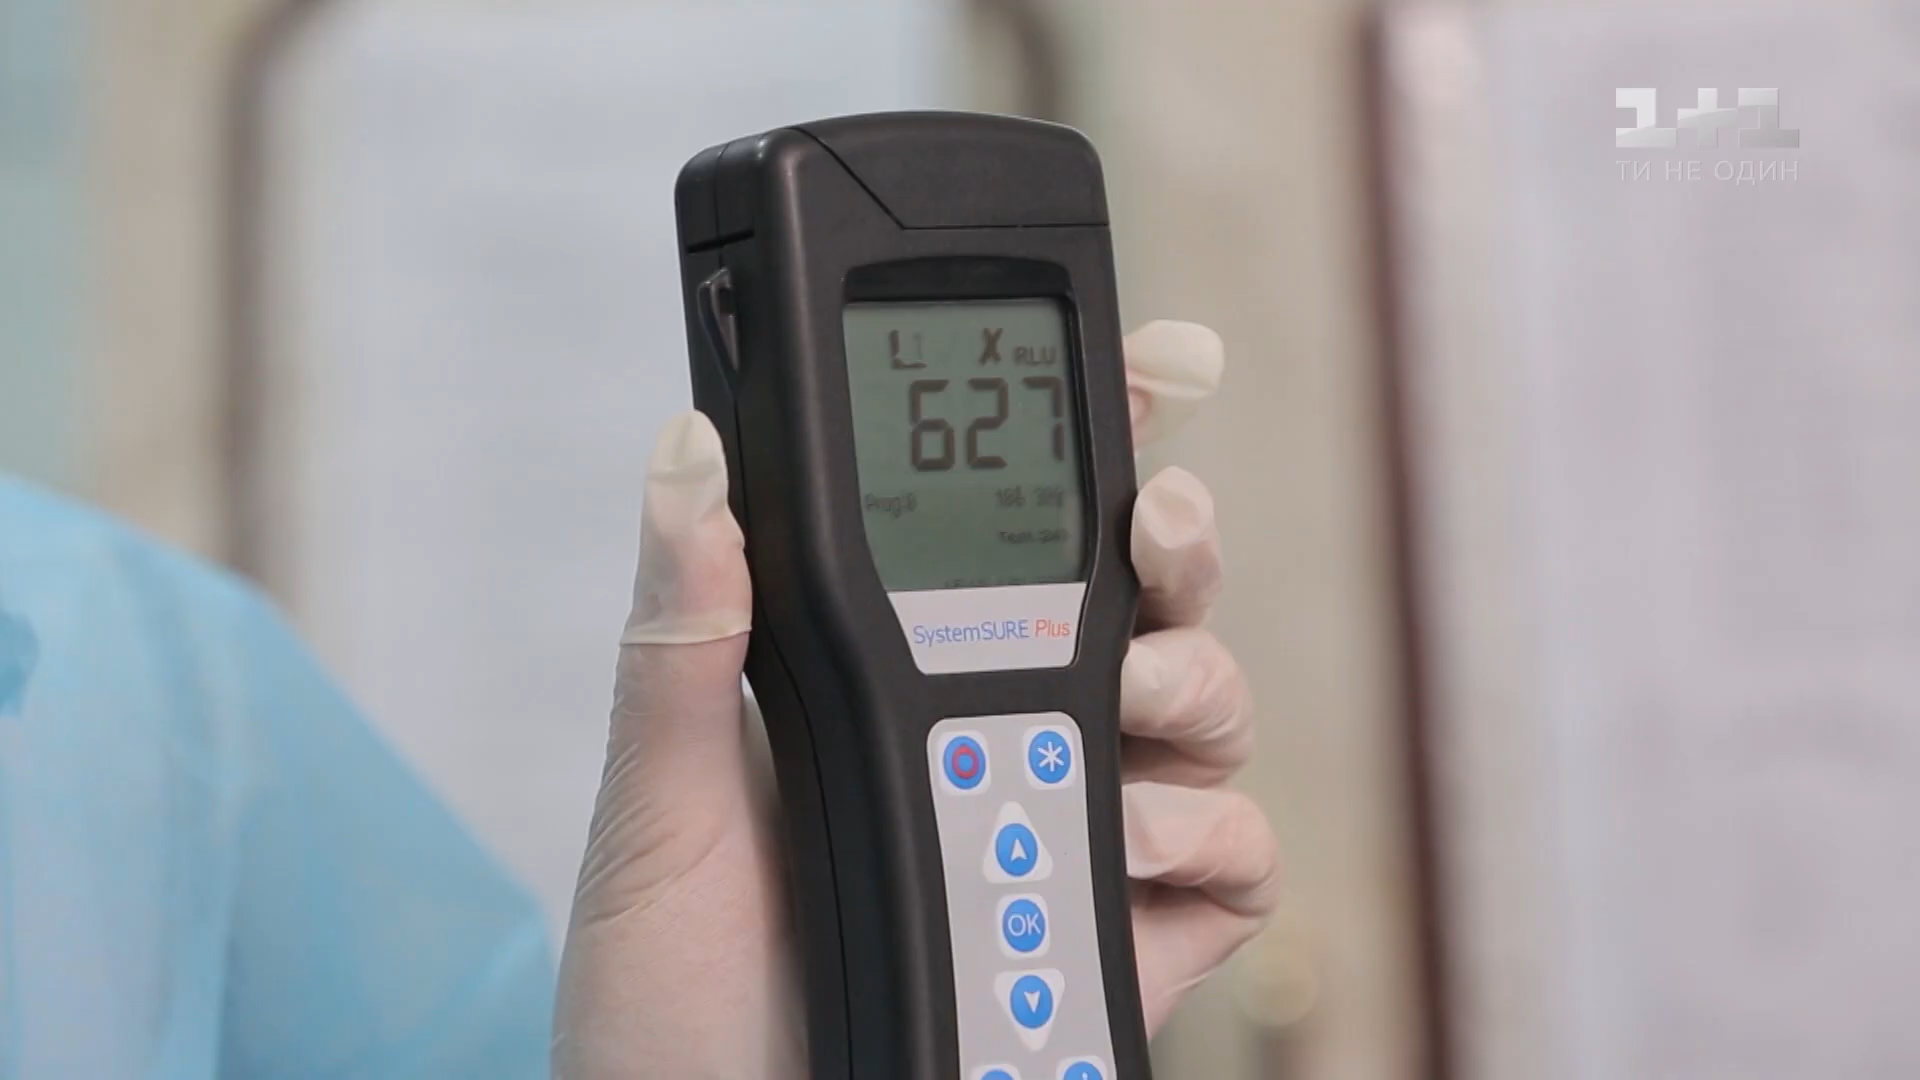 1+1
ТИ НЕ ОДИН
X RLU
627
SystemSURE Plus
OK